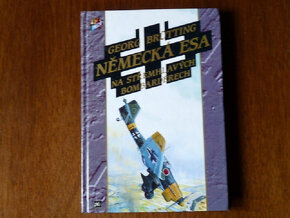 GEORG BRÜTTING
NĚMECKÁ ESA
NA STŘEMHLAVÝCH
BOMBARDÉRECH